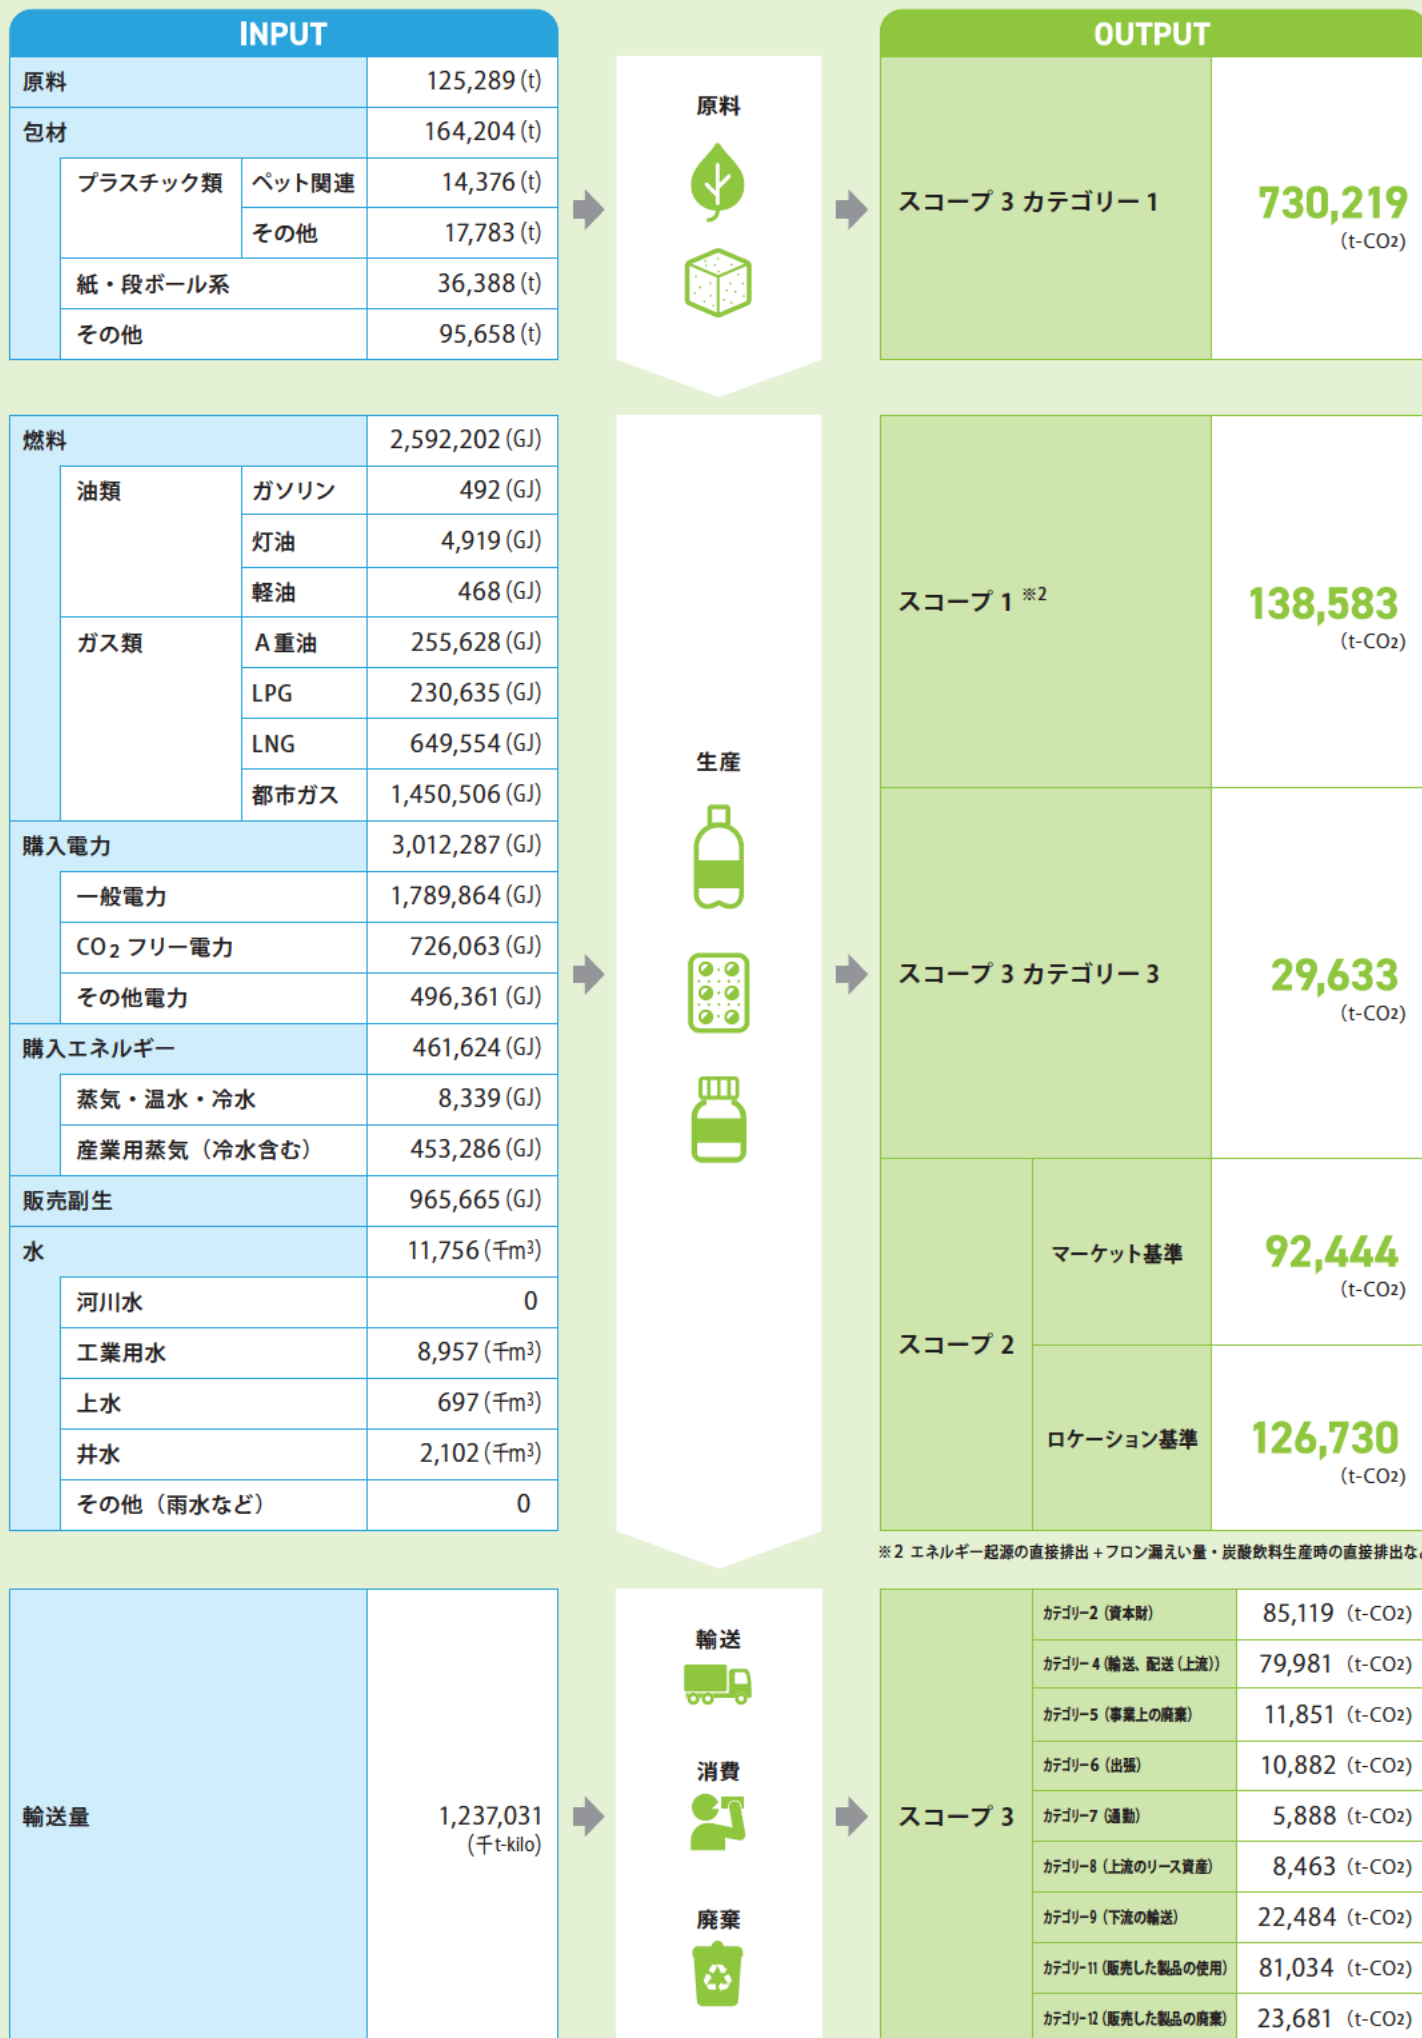 INPUT
原料 125,289 (t)
包材 164,204 (t)
プラスチック類 ペット関連 14,376 (t)
その他 17,783 (t)
紙・段ボール系 36,388 (t)
その他 95,658 (t)
原料
OUTPUT
スコープ 3 カテゴリー 1 730,219
(t-CO2)
燃料 2,592,202 (GJ)
油類 ガソリン 492 (GJ)
灯油 4,919 (GJ)
軽油 468 (GJ)
ガス類 A重油 255,628 (GJ)
LPG 230,635 (GJ)
LNG 649,554 (GJ)
都市ガス 1,450,506 (GJ)
購入電力 3,012,287 (GJ)
一般電力 1,789,864 (GJ)
CO2 フリー電力 726,063 (GJ)
その他電力 496,361 (GJ)
購入エネルギー 461,624 (GJ)
蒸気・温水・冷水 8,339 (GJ)
産業用蒸気（冷水含む） 453,286 (GJ)
販売副生 965,665 (GJ)
水 11,756 (千m³)
河川水 0
工業用水 8,957 (千m³)
上水 697 (千m³)
井水 2,102 (千m³)
その他（雨水など） 0
生産
スコープ 1 ※2 138,583
(t-CO2)
スコープ 3 カテゴリー 3 29,633
(t-CO2)
スコープ 2
マーケット基準 92,444
(t-CO2)
ロケーション基準 126,730
(t-CO2)
※2 エネルギー起源の直接排出+フロン漏えい量・炭酸飲料生産時の直接排出な
輸送量 1,237,031
(千t-kilo)
輸送
消費
廃棄
スコープ 3
カテゴリー2（資本財） 85,119 (t-CO2)
カテゴリー4（輸送、配送（上流）） 79,981 (t-CO2)
カテゴリー5（事業上の廃棄） 11,851 (t-CO2)
カテゴリー6（出張） 10,882 (t-CO2)
カテゴリー7（通勤） 5,888 (t-CO2)
カテゴリー8（上流のリース資産） 8,463 (t-CO2)
カテゴリー9（下流の輸送） 22,484 (t-CO2)
カテゴリー11（販売した製品の使用） 81,034 (t-CO2)
カテゴリー12（販売した製品の廃棄） 23,681 (t-CO2)